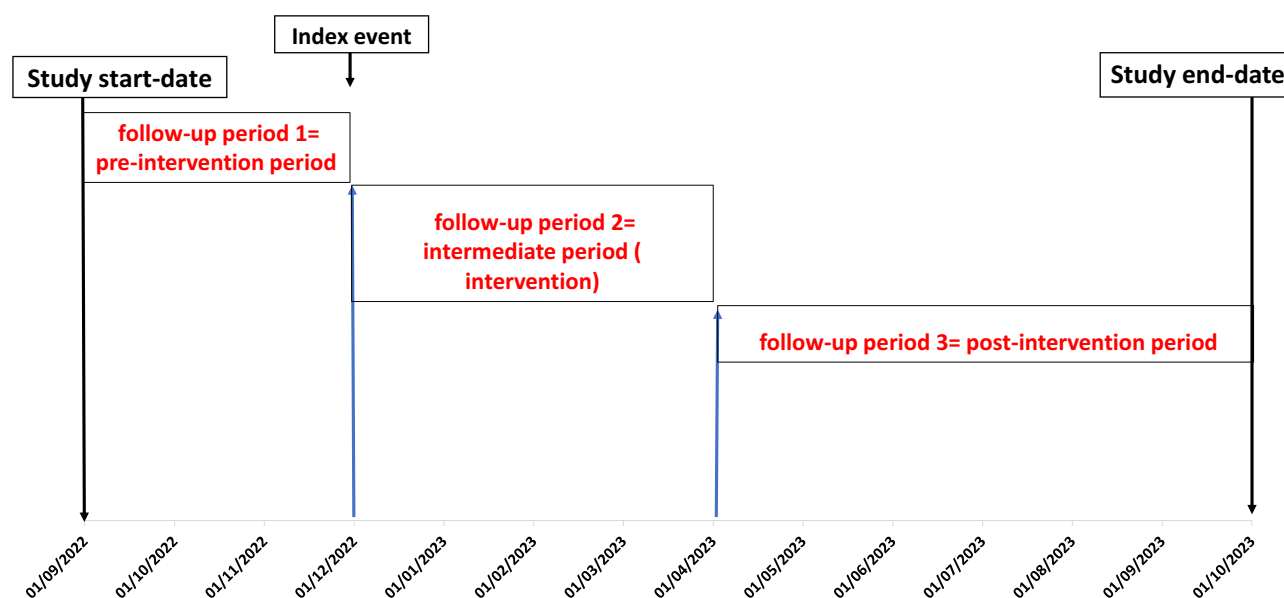 Index event
Study start-date
Study end-date
follow-up period 1=
pre-intervention period
follow-up period 2=
intermediate period (
intervention)
follow-up period 3= post-intervention period
01/09/2022
01/10/2022
01/11/2022
01/12/2022
01/01/2023
01/02/2023
01/03/2023
01/04/2023
01/05/2023
01/06/2023
01/07/2023
01/08/2023
01/09/2023
01/10/2023